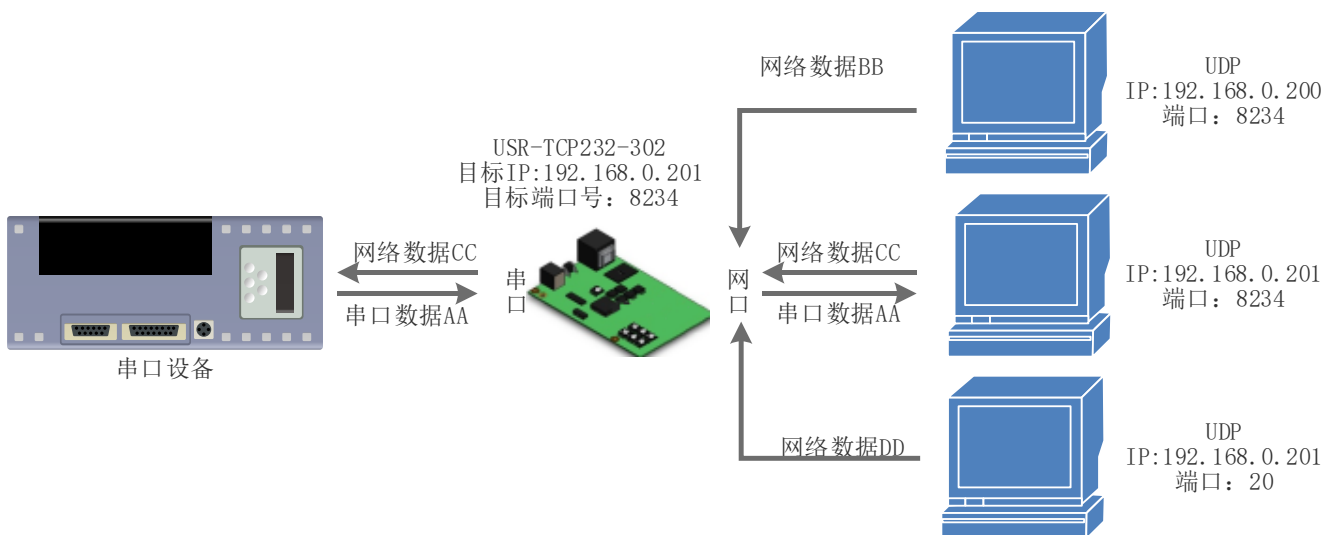 网络数据BB
UDP
IP:192.168.0.200
端口：8234
USR-TCP232-302
目标IP:192.168.0.201
目标端口号：8234
网络数据CC
串口数据AA
串口
网口
网络数据CC
串口数据AA
UDP
IP:192.168.0.201
端口：8234
串口设备
网络数据DD
UDP
IP:192.168.0.201
端口：20